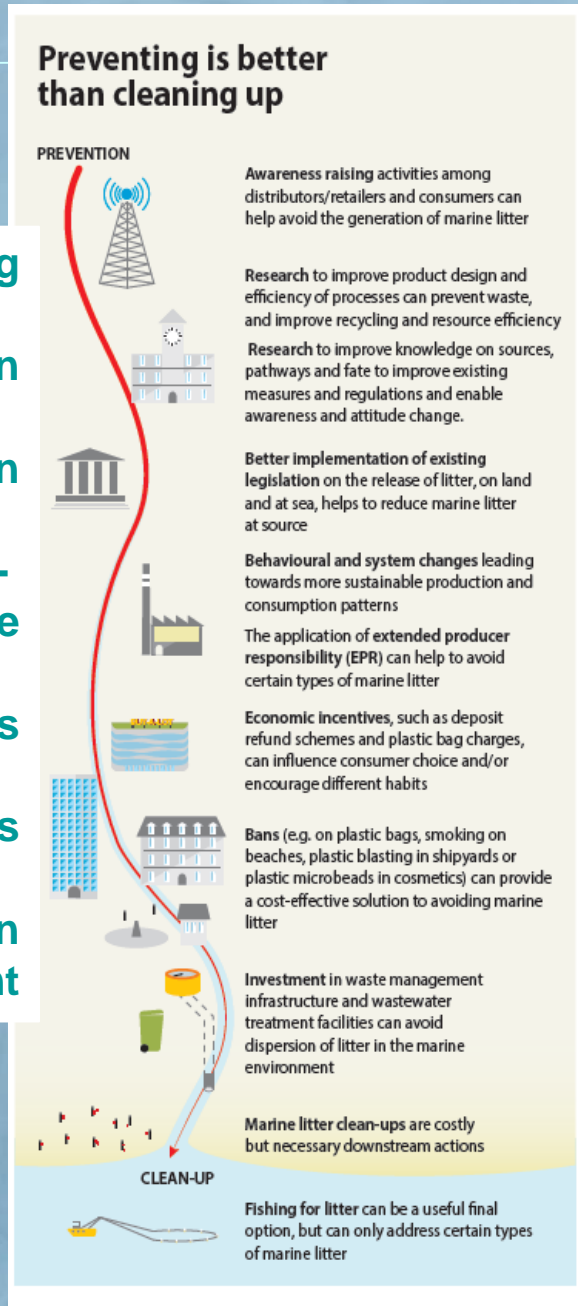 Preventing is better
than cleaning up
PREVENTION
Awareness raising activities among
distributors/retailers and consumers can
help avoid the generation of marine litter
Research to improve product design and
efficiency of processes can prevent waste,
and improve recycling and resource efficiency
Research to improve knowledge on sources,
pathways and fate to improve existing
measures and regulations and enable
awareness and attitude change.
Better implementation of existing
legislation on the release of litter, on land
and at sea, helps to reduce marine litter
at source
Behavioural and system changes leading
towards more sustainable production and
consumption patterns
The application of extended producer
responsibility (EPR) can help to avoid
certain types of marine litter
Economic incentives, such as deposit
refund schemes and plastic bag charges,
can influence consumer choice and/or
encourage different habits
Bans (e.g. on plastic bags, smoking on
beaches, plastic blasting in shipyards or
plastic microbeads in cosmetics) can provide
a cost-effective solution to avoiding marine
litter
Investment in waste management
infrastructure and wastewater
treatment facilities can avoid
dispersion of litter in the marine
environment
Marine litter clean-ups are costly
but necessary downstream actions
CLEAN-UP
Fishing for litter can be a useful final
option, but can only address certain types
of marine litter